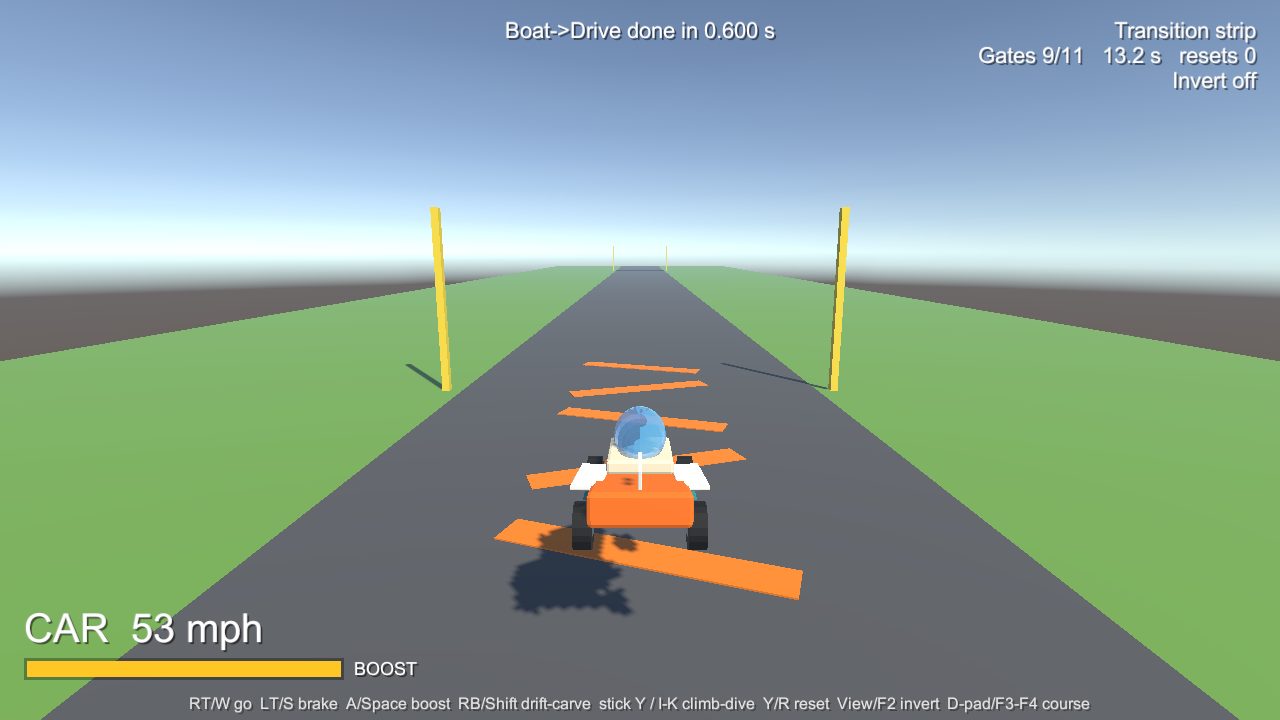 Boat->Drive done in 0.600 s
Transition strip
Gates 9/11 13.2 s resets 0
Invert off
CAR 53 mph
BOOST
RT/W go LT/S brake A/Space boost RB/Shift drift-carve stick Y / I-K climb-dive Y/R reset View/F2 invert D-pad/F3-F4 course